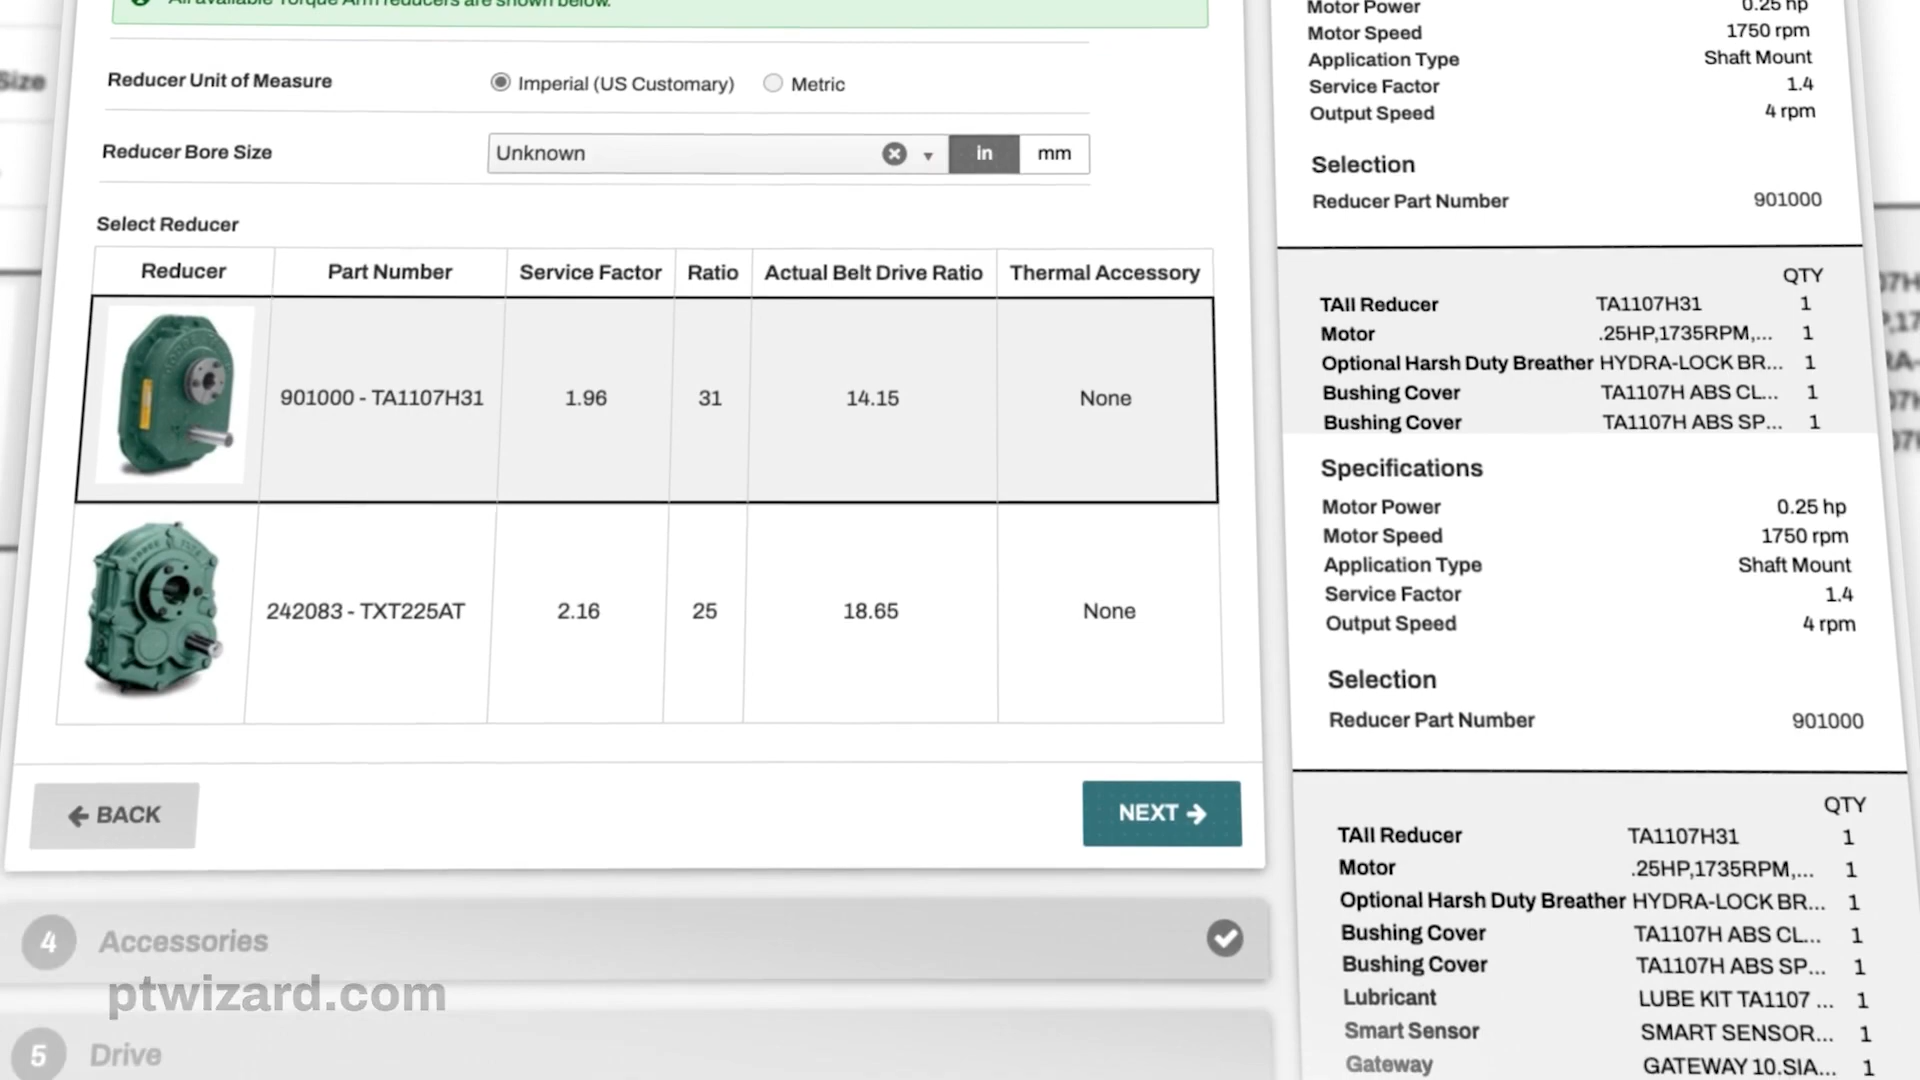 All available Torque Arm reducers are shown below.
Reducer Unit of Measure
Imperial (US Customary)
Metric
Reducer Bore Size
Unknown
in
mm
Select Reducer
Reducer Part Number Service Factor Ratio Actual Belt Drive Ratio Thermal Accessory
901000 - TA1107H31 1.96 31 14.15 None
242083 - TXT225AT 2.16 25 18.65 None
BACK
NEXT
4 Accessories
ptwizard.com
5 Drive
Size
Motor Power 0.25 hp
Motor Speed 1750 rpm
Application Type Shaft Mount
Service Factor 1.4
Output Speed 4 rpm
Selection
Reducer Part Number 901000
QTY
TAII Reducer TA1107H31 1
Motor .25HP,1735RPM,... 1
Optional Harsh Duty Breather HYDRA-LOCK BR... 1
Bushing Cover TA1107H ABS CL... 1
Bushing Cover TA1107H ABS SP... 1
Specifications
Motor Power 0.25 hp
Motor Speed 1750 rpm
Application Type Shaft Mount
Service Factor 1.4
Output Speed 4 rpm
Selection
Reducer Part Number 901000
QTY
TAII Reducer TA1107H31 1
Motor .25HP,1735RPM,... 1
Optional Harsh Duty Breather HYDRA-LOCK BR... 1
Bushing Cover TA1107H ABS CL... 1
Bushing Cover TA1107H ABS SP... 1
Lubricant LUBE KIT TA1107 ... 1
Smart Sensor SMART SENSOR... 1
Gateway GATEWAY 10.SIA... 1